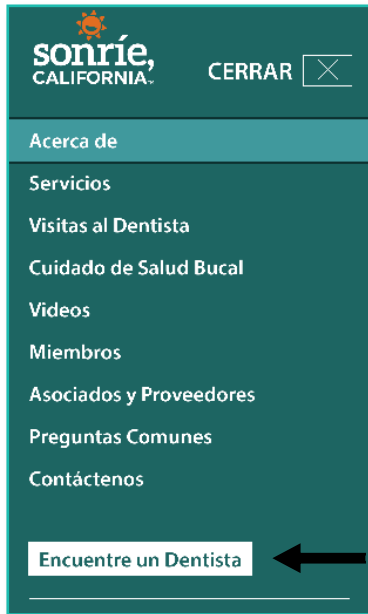 sonríe,
CALIFORNIA™
CERRAR
Acerca de
Servicios
Visitas al Dentista
Cuidado de Salud Bucal
Videos
Miembros
Asociados y Proveedores
Preguntas Comunes
Contáctenos
Encuentre un Dentista